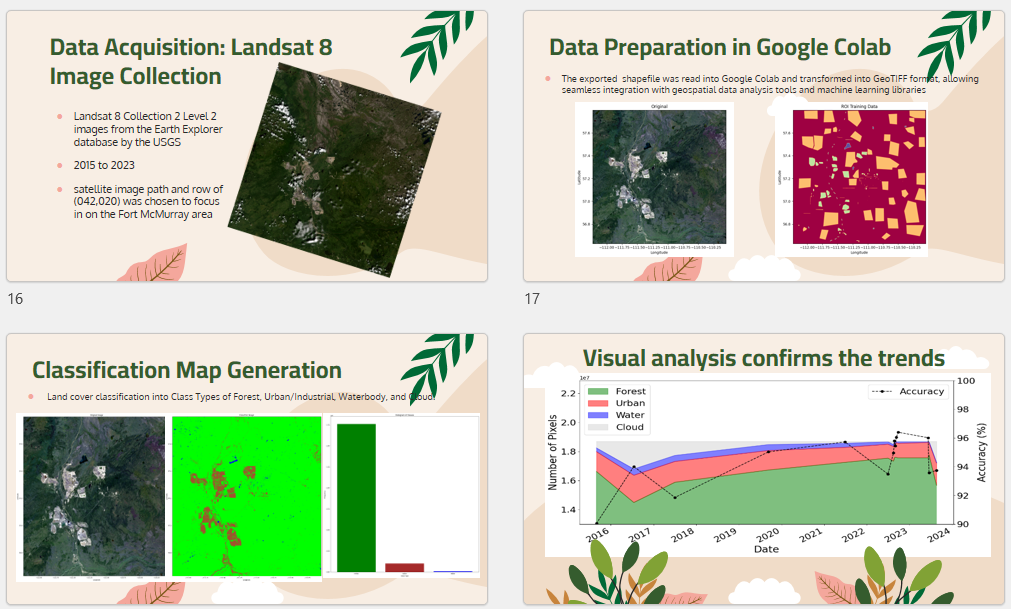 Data Acquisition: Landsat 8
Image Collection
Landsat 8 Collection 2 Level 2
images from the Earth Explorer
database by the USGS
2015 to 2023
satellite image path and row of
(042,020) was chosen to focus
in on the Fort McMurray area
16
Data Preparation in Google Colab
The exported shapefile was read into Google Colab and transformed into GeoTIFF format, allowing
seamless integration with geospatial data analysis tools and machine learning libraries
Original
ROI Training Data
Latitude
Latitude
Longitude
Longitude
17
Classification Map Generation
Land cover classification into Class Types of Forest, Urban/Industrial, Waterbody, and Cloud.
Visual analysis confirms the trends
1e7
Forest
Urban
Water
Cloud
Accuracy
Number of Pixels
2.2
2.0
1.8
1.6
1.4
100
98
96
94
92
90
Accuracy (%)
2016 2017 2018 2019 2020 2021 2022 2023 2024
Date